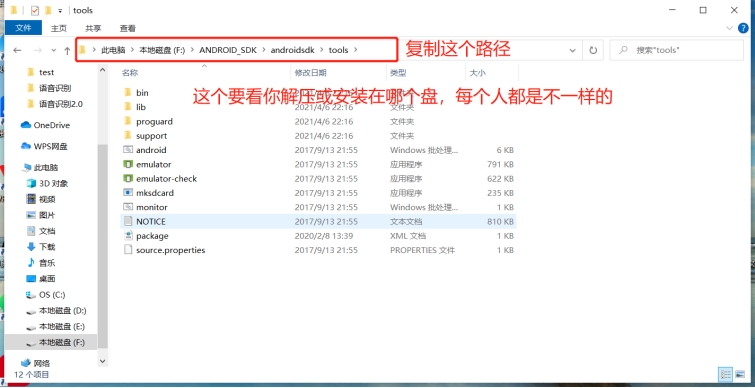 tools
文件 主页 共享 查看
此电脑 > 本地磁盘 (F:) > ANDROID_SDK > androidsdk > tools >
复制这个路径
搜索"tools"
名称 修改日期 类型 大小
这个要看你解压或安装在哪个盘，每个人都是不一样的
test
语音识别
语音识别2.0
OneDrive
WPS网盘
此电脑
3D 对象
视频
图片
文档
下载
音乐
桌面
OS (C:)
本地磁盘 (D:)
本地磁盘 (E:)
本地磁盘 (F:)
网络
bin
lib 2021/4/6 22:16 文件夹
proguard 2021/4/6 22:16 文件夹
support 2021/4/6 22:16 文件夹
android 2017/9/13 21:55 Windows 批处理... 6 KB
emulator 2017/9/13 21:55 应用程序 791 KB
emulator-check 2017/9/13 21:55 应用程序 622 KB
mksdcard 2017/9/13 21:55 应用程序 235 KB
monitor 2017/9/13 21:55 Windows 批处理... 1 KB
NOTICE 2017/9/13 21:55 文本文档 810 KB
package 2020/2/8 13:39 XML 文档 1 KB
source.properties 2017/9/13 21:55 PROPERTIES 文件 1 KB
12 个项目